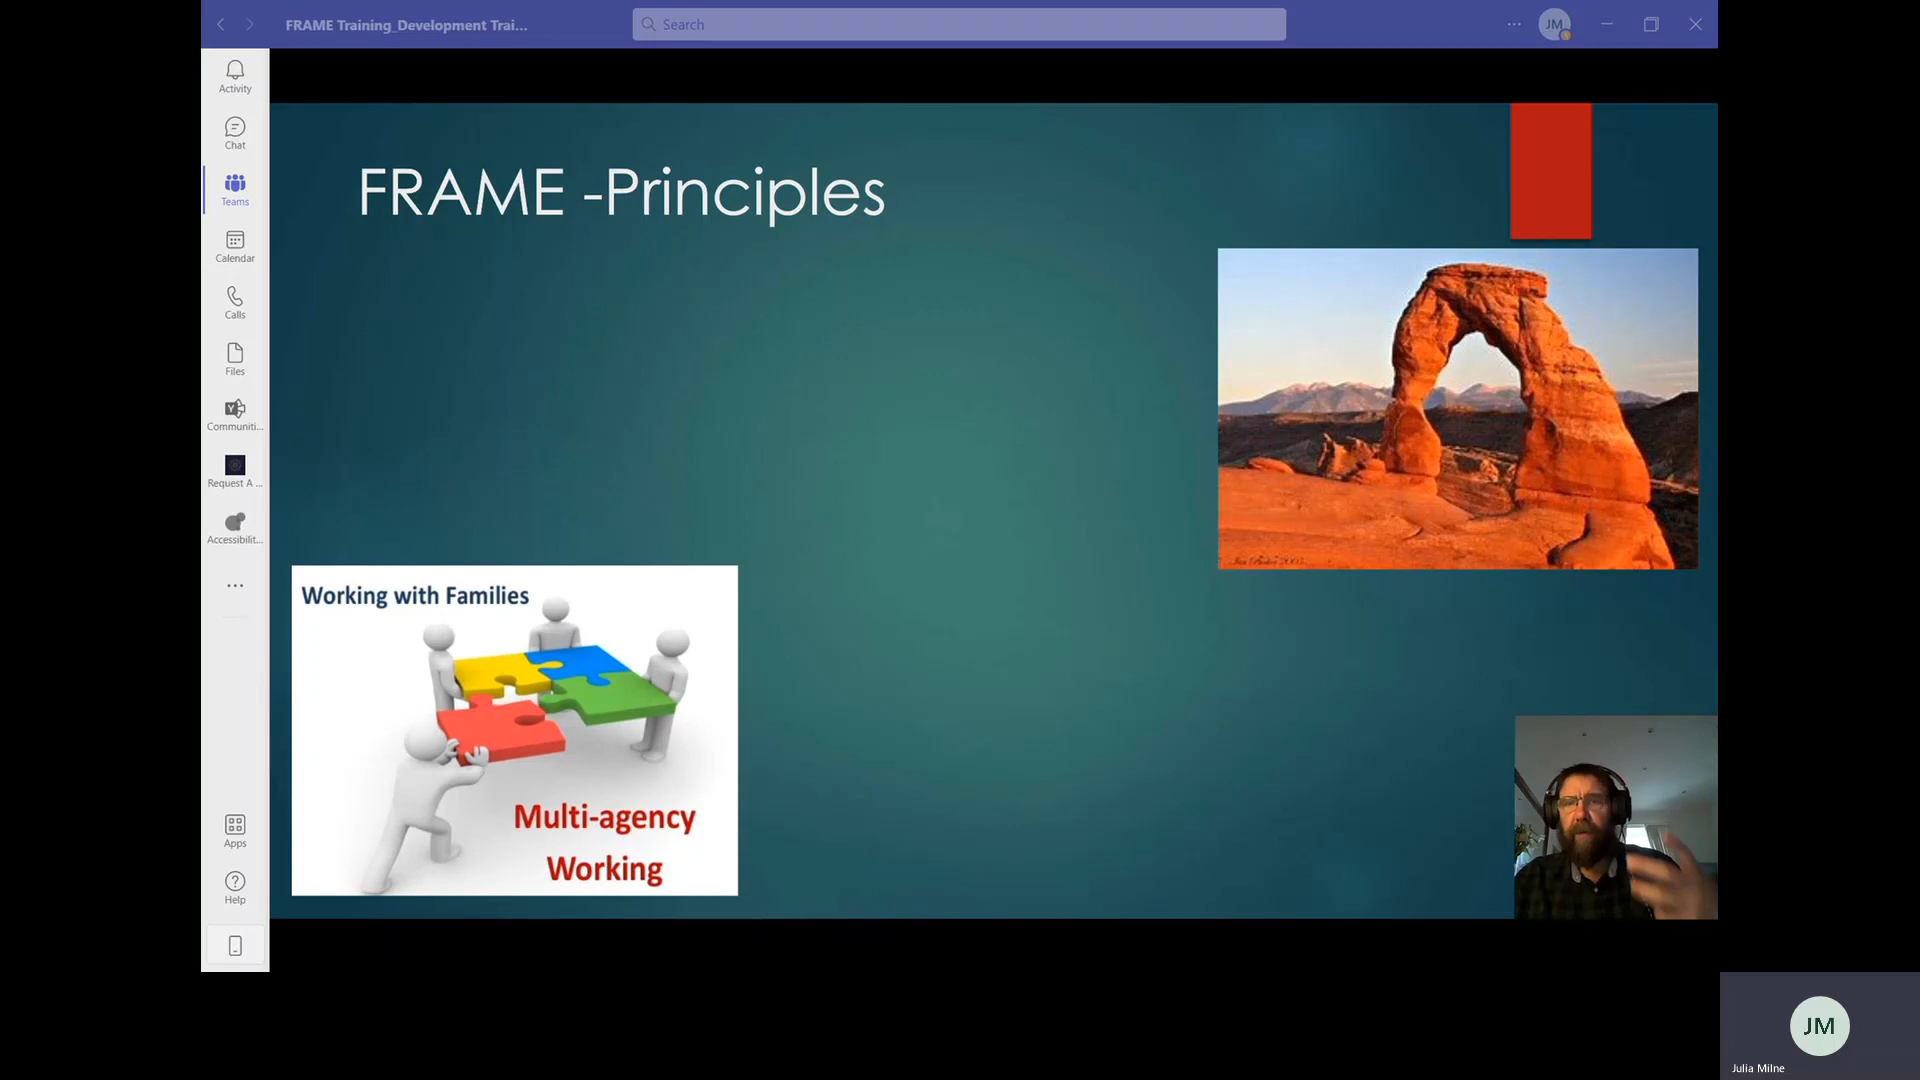 FRAME Training_Development Trai...
Search
JM
Activity
Chat
Teams
Calendar
Calls
Files
Communiti...
Request A ...
Accessibilit...
Apps
Help
FRAME -Principles
Working with Families
Multi-agency
Working
JM
Julia Milne